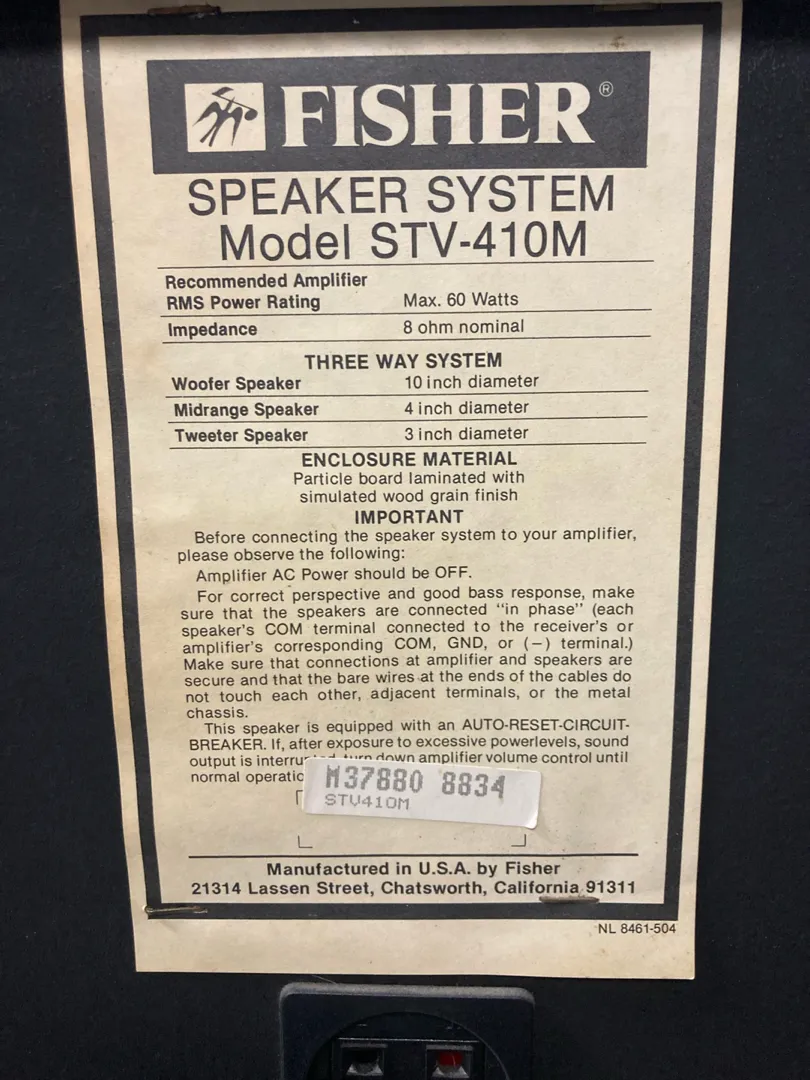 FISHER®
SPEAKER SYSTEM
Model STV-410M
Recommended Amplifier
RMS Power Rating Max. 60 Watts
Impedance 8 ohm nominal
THREE WAY SYSTEM
Woofer Speaker 10 inch diameter
Midrange Speaker 4 inch diameter
Tweeter Speaker 3 inch diameter
ENCLOSURE MATERIAL
Particle board laminated with
simulated wood grain finish
IMPORTANT
Before connecting the speaker system to your amplifier,
please observe the following:
Amplifier AC Power should be OFF.
For correct perspective and good bass response, make
sure that the speakers are connected "in phase" (each
speaker's COM terminal connected to the receiver's or
amplifier's corresponding COM, GND, or (–) terminal.)
Make sure that connections at amplifier and speakers are
secure and that the bare wires at the ends of the cables do
not touch each other, adjacent terminals, or the metal
chassis.
This speaker is equipped with an AUTO-RESET-CIRCUIT-
BREAKER. If, after exposure to excessive powerlevels, sound
output is turn down amplifier volume control until
normal
M37880 8834
STV410M
Manufactured in U.S.A. by Fisher
21314 Lassen Street, Chatsworth, California 91311
NL 8461-504